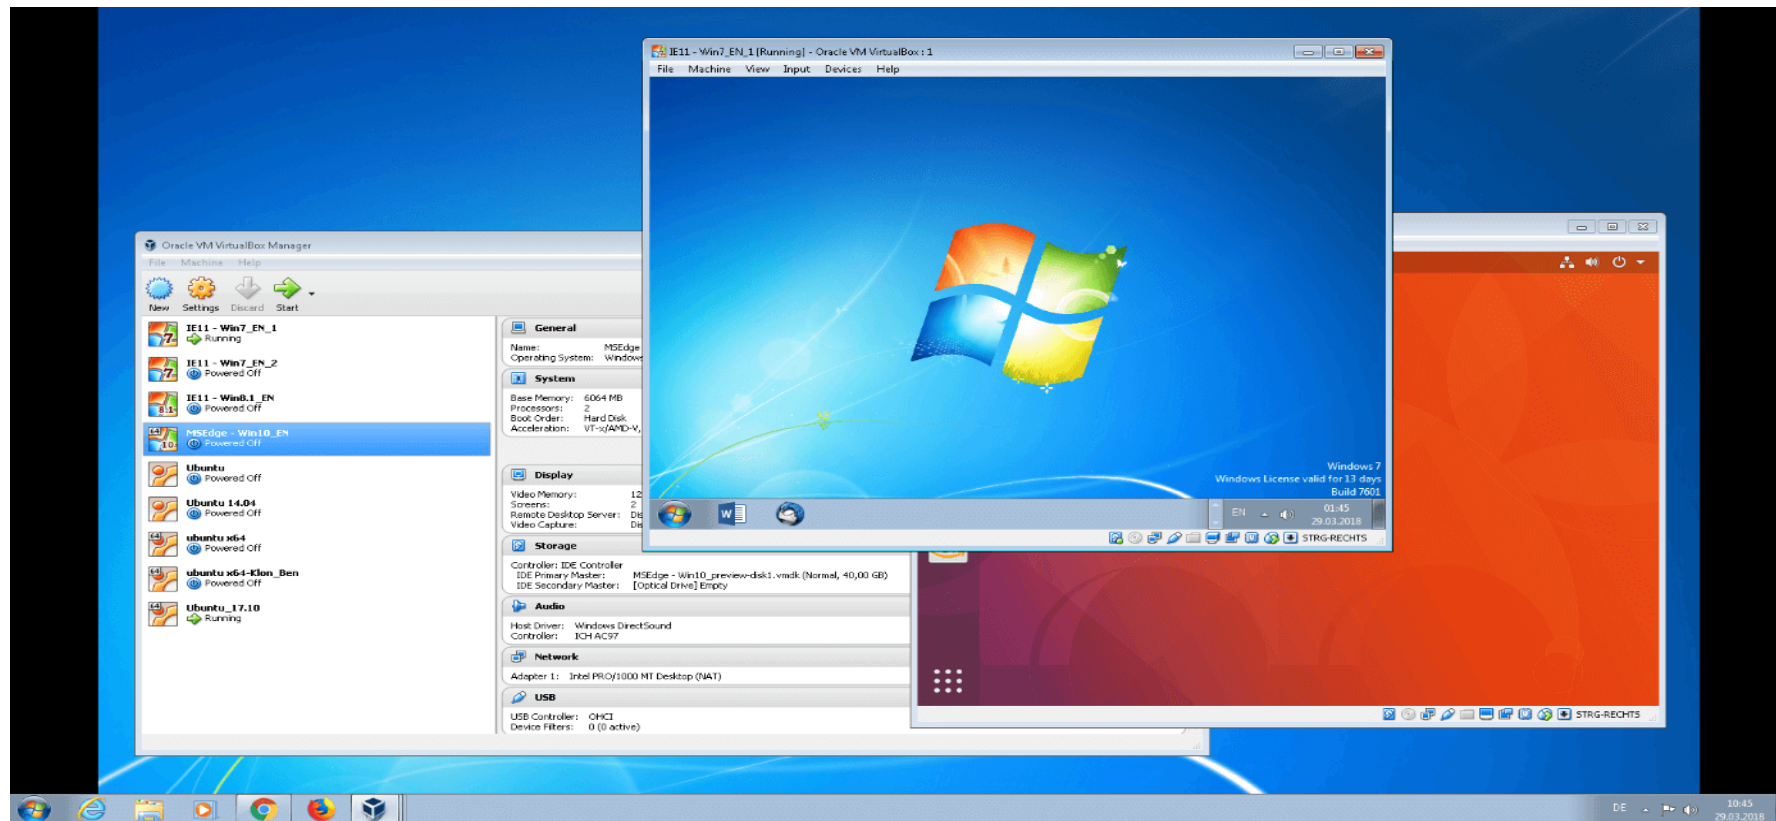 IE11 - Win7_EN_1 [Running] - Oracle VM VirtualBox : 1
File Machine View Input Devices Help
Windows 7
Windows License valid for 13 days
Build 7601
EN
01:45
29.03.2018
STRG-RECHTS
Oracle VM VirtualBox Manager
File Machine Help
New Settings Discard Start
IE11 - Win7_EN_1
Running
IE11 - Win7_EN_2
Powered Off
IE11 - Win8.1_EN
Powered Off
MSEdge - Win10_EN
Powered Off
Ubuntu
Powered Off
Ubuntu 14.04
Powered Off
ubuntu x64
Powered Off
ubuntu x64-Klon_Ben
Powered Off
Ubuntu_17.10
Running
General
Name: MSEdge
Operating System: Windows
System
Base Memory: 6064 MB
Processors: 2
Boot Order: Hard Disk
Acceleration: VT-x/AMD-V,
Display
Video Memory: 12
Screens: 2
Remote Desktop Server: Dis
Video Capture: Dis
Storage
Controller: IDE Controller
IDE Primary Master: MSEdge - Win10_preview-disk1.vmdk (Normal, 40,00 GB)
IDE Secondary Master: [Optical Drive] Empty
Audio
Host Driver: Windows DirectSound
Controller: ICH AC97
Network
Adapter 1: Intel PRO/1000 MT Desktop (NAT)
USB
USB Controller: OHCI
Device Filters: 0 (0 active)
STRG-RECHTS
DE
10:45
29.03.2018